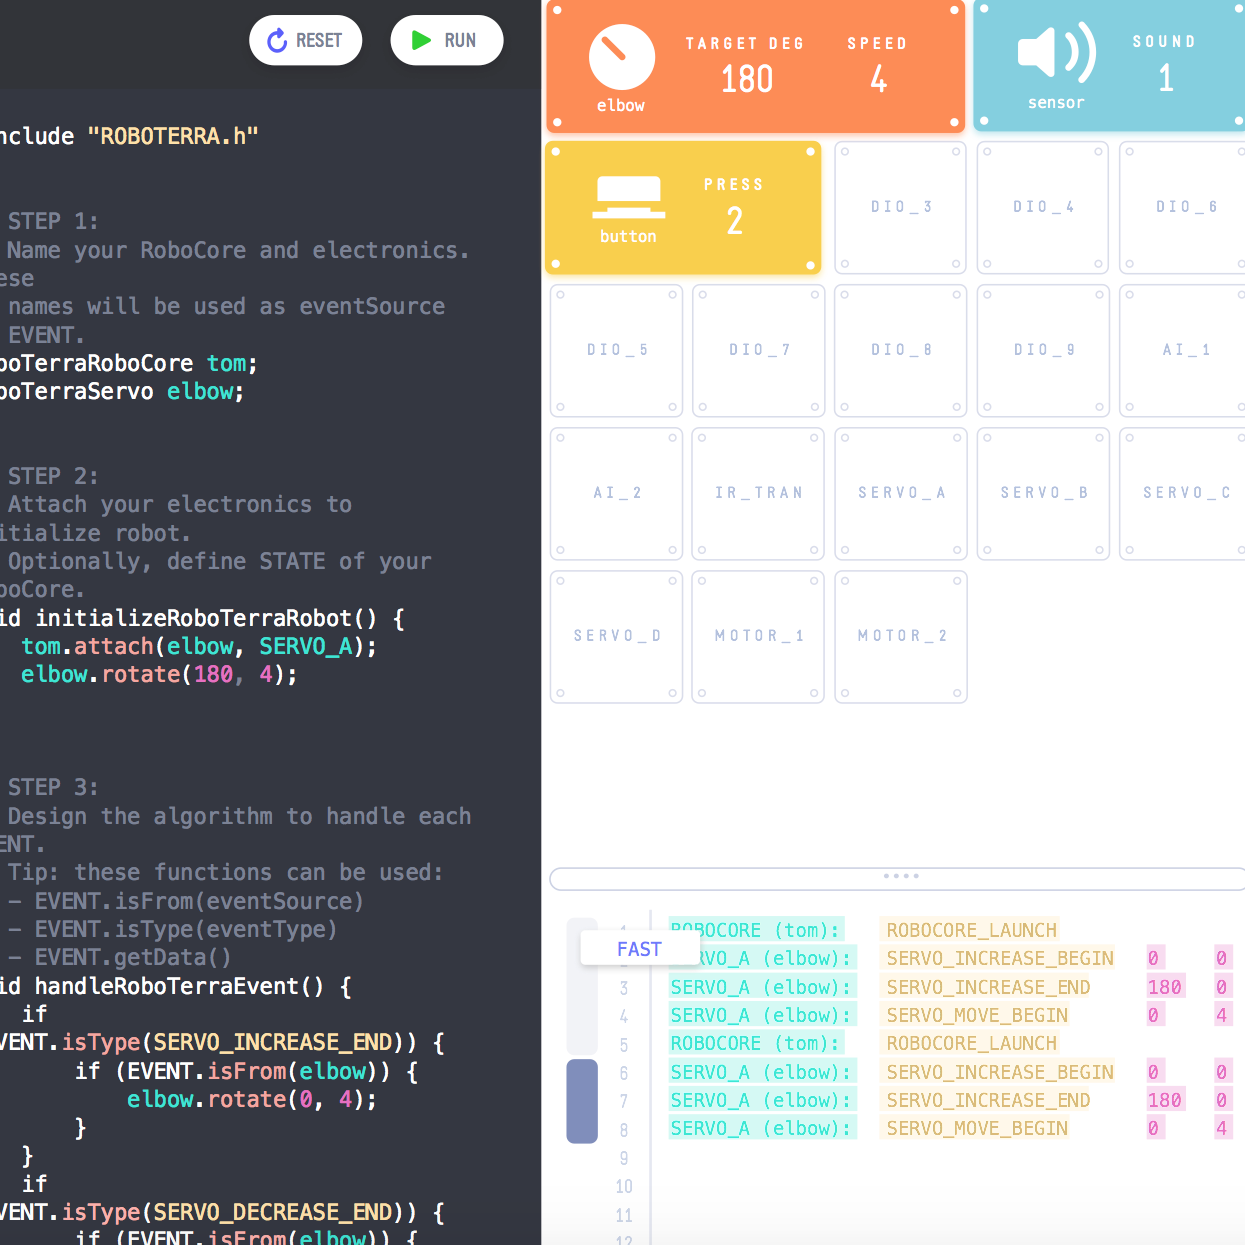 RESET
RUN
nclude "ROBOTERRA.h"
STEP 1:
Name your RoboCore and electronics.
ese
names will be used as eventSource
EVENT.
boTerraRoboCore tom;
boTerraServo elbow;
STEP 2:
Attach your electronics to
itialize robot.
Optionally, define STATE of your
boCore.
id initializeRoboTerraRobot() {
tom.attach(elbow, SERVO_A);
elbow.rotate(180, 4);
STEP 3:
Design the algorithm to handle each
ENT.
Tip: these functions can be used:
- EVENT.isFrom(eventSource)
- EVENT.isType(eventType)
- EVENT.getData()
id handleRoboTerraEvent() {
if
VENT.isType(SERVO_INCREASE_END)) {
if (EVENT.isFrom(elbow)) {
elbow.rotate(0, 4);
}
}
if
VENT.isType(SERVO_DECREASE_END)) {
if (EVENT.isFrom(elbow)) {
TARGET DEG SPEED
180 4
elbow
SOUND
1
sensor
PRESS
2
button
DIO_3 DIO_4 DIO_6
DIO_5 DIO_7 DIO_8 DIO_9 AI_1
AI_2 IR_TRAN SERVO_A SERVO_B SERVO_C
SERVO_D MOTOR_1 MOTOR_2
FAST
1 ROBOCORE (tom): ROBOCORE_LAUNCH
RVO_A (elbow): SERVO_INCREASE_BEGIN 0 0
3 SERVO_A (elbow): SERVO_INCREASE_END 180 0
4 SERVO_A (elbow): SERVO_MOVE_BEGIN 0 4
5 ROBOCORE (tom): ROBOCORE_LAUNCH
6 SERVO_A (elbow): SERVO_INCREASE_BEGIN 0 0
7 SERVO_A (elbow): SERVO_INCREASE_END 180 0
8 SERVO_A (elbow): SERVO_MOVE_BEGIN 0 4
9
10
11
12